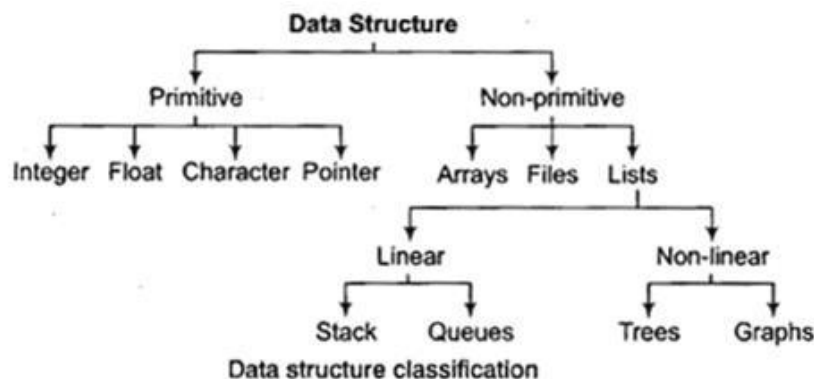 Data Structure
Primitive Non-primitive
Integer Float Character Pointer Arrays Files Lists
Linear Non-linear
Stack Queues Trees Graphs
Data structure classification